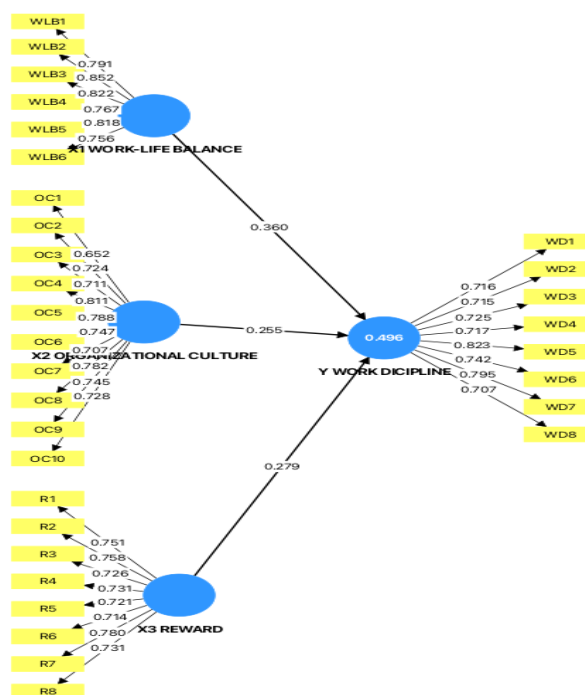 WLB1
WLB2
WLB3
WLB4
WLB5
WLB6
0.791
0.852
0.822
0.767
0.818
0.756
X1 WORK-LIFE BALANCE
0.360
OC1
OC2
OC3
OC4
OC5
OC6
OC7
OC8
OC9
OC10
0.652
0.724
0.711
0.811
0.788
0.747
0.707
0.782
0.745
0.728
X2 ORGANIZATIONAL CULTURE
0.255
R1
R2
R3
R4
R5
R6
R7
R8
0.751
0.758
0.726
0.731
0.721
0.714
0.780
0.731
X3 REWARD
0.279
0.496
Y WORK DICIPLINE
0.716
0.715
0.725
0.717
0.823
0.742
0.795
0.707
WD1
WD2
WD3
WD4
WD5
WD6
WD7
WD8